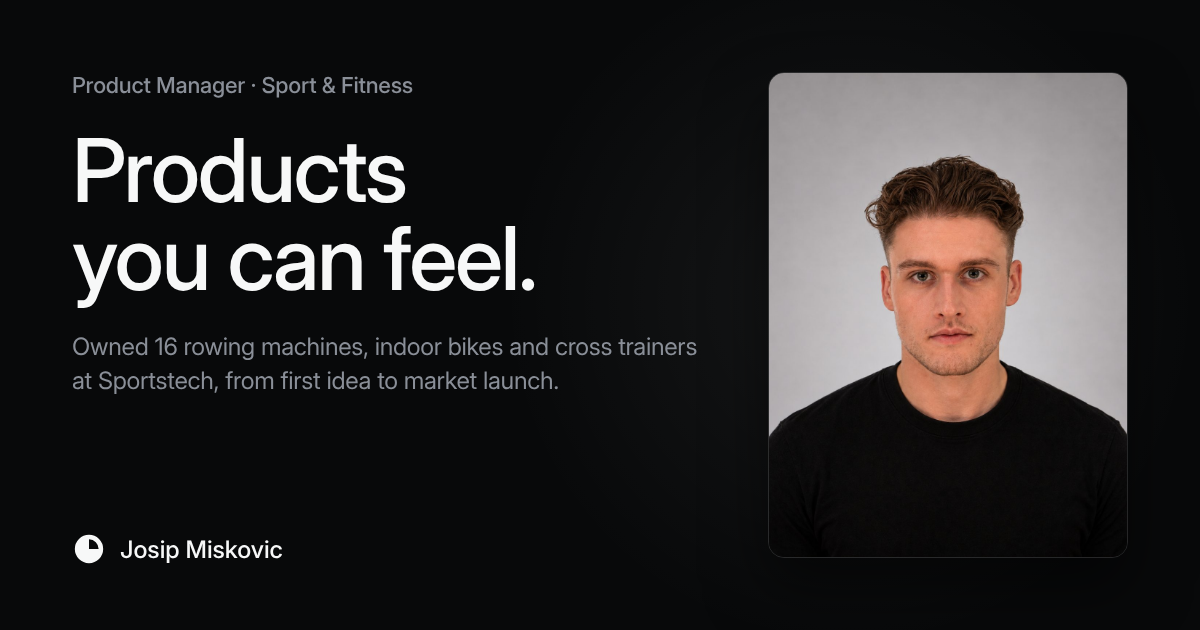 Product Manager · Sport & Fitness
Products
you can feel.
Owned 16 rowing machines, indoor bikes and cross trainers
at Sportstech, from first idea to market launch.
Josip Miskovic